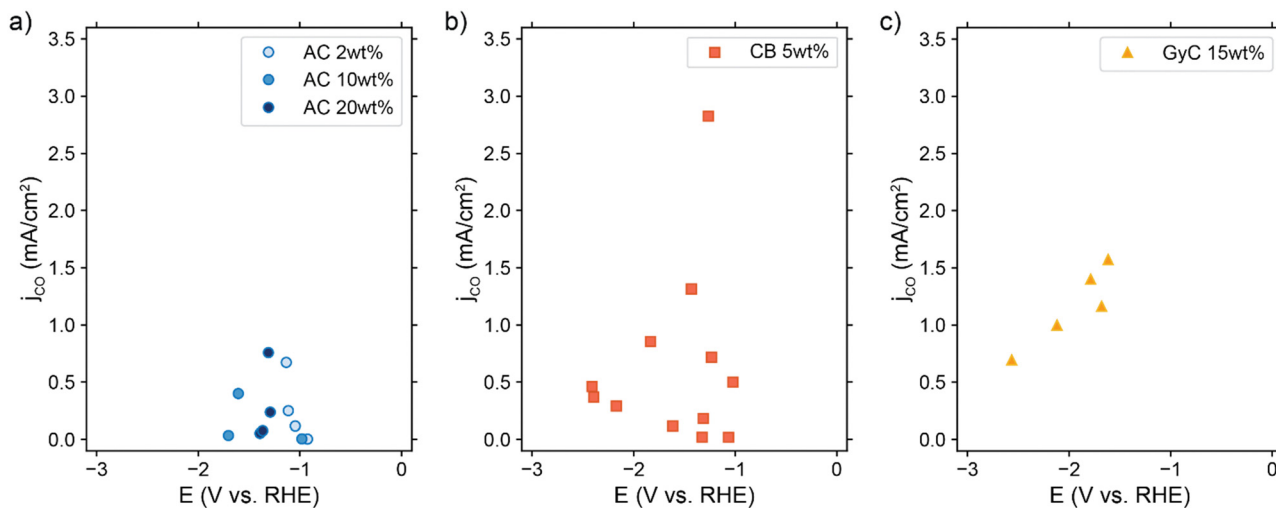 a)
AC 2wt%
AC 10wt%
AC 20wt%
3.5
3.0
2.5
2.0
1.5
1.0
0.5
0.0
j_CO (mA/cm²)
−3 −2 −1 0
E (V vs. RHE)
b)
CB 5wt%
3.5
3.0
2.5
2.0
1.5
1.0
0.5
0.0
j_CO (mA/cm²)
−3 −2 −1 0
E (V vs. RHE)
c)
GyC 15wt%
3.5
3.0
2.5
2.0
1.5
1.0
0.5
0.0
j_CO (mA/cm²)
−3 −2 −1 0
E (V vs. RHE)